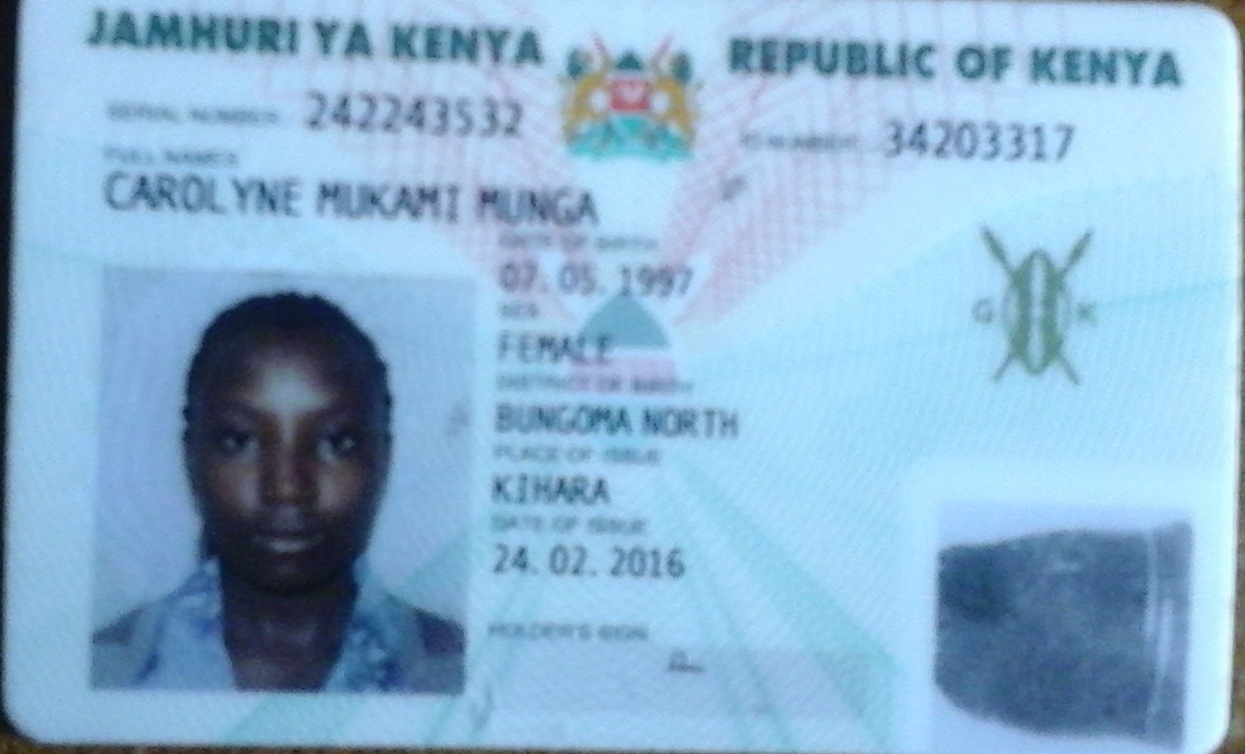 JAMHURI YA KENYA REPUBLIC OF KENYA
SERIAL NUMBER: 242243532 ID NUMBER: 34203317
FULL NAMES
CAROLYNE MUKAMI MUNGA
DATE OF BIRTH
07. 05. 1997
SEX
FEMALE
DISTRICT OF BIRTH
BUNGOMA NORTH
PLACE OF ISSUE
KIHARA
DATE OF ISSUE
24. 02. 2016
HOLDER'S SIGN.
G K